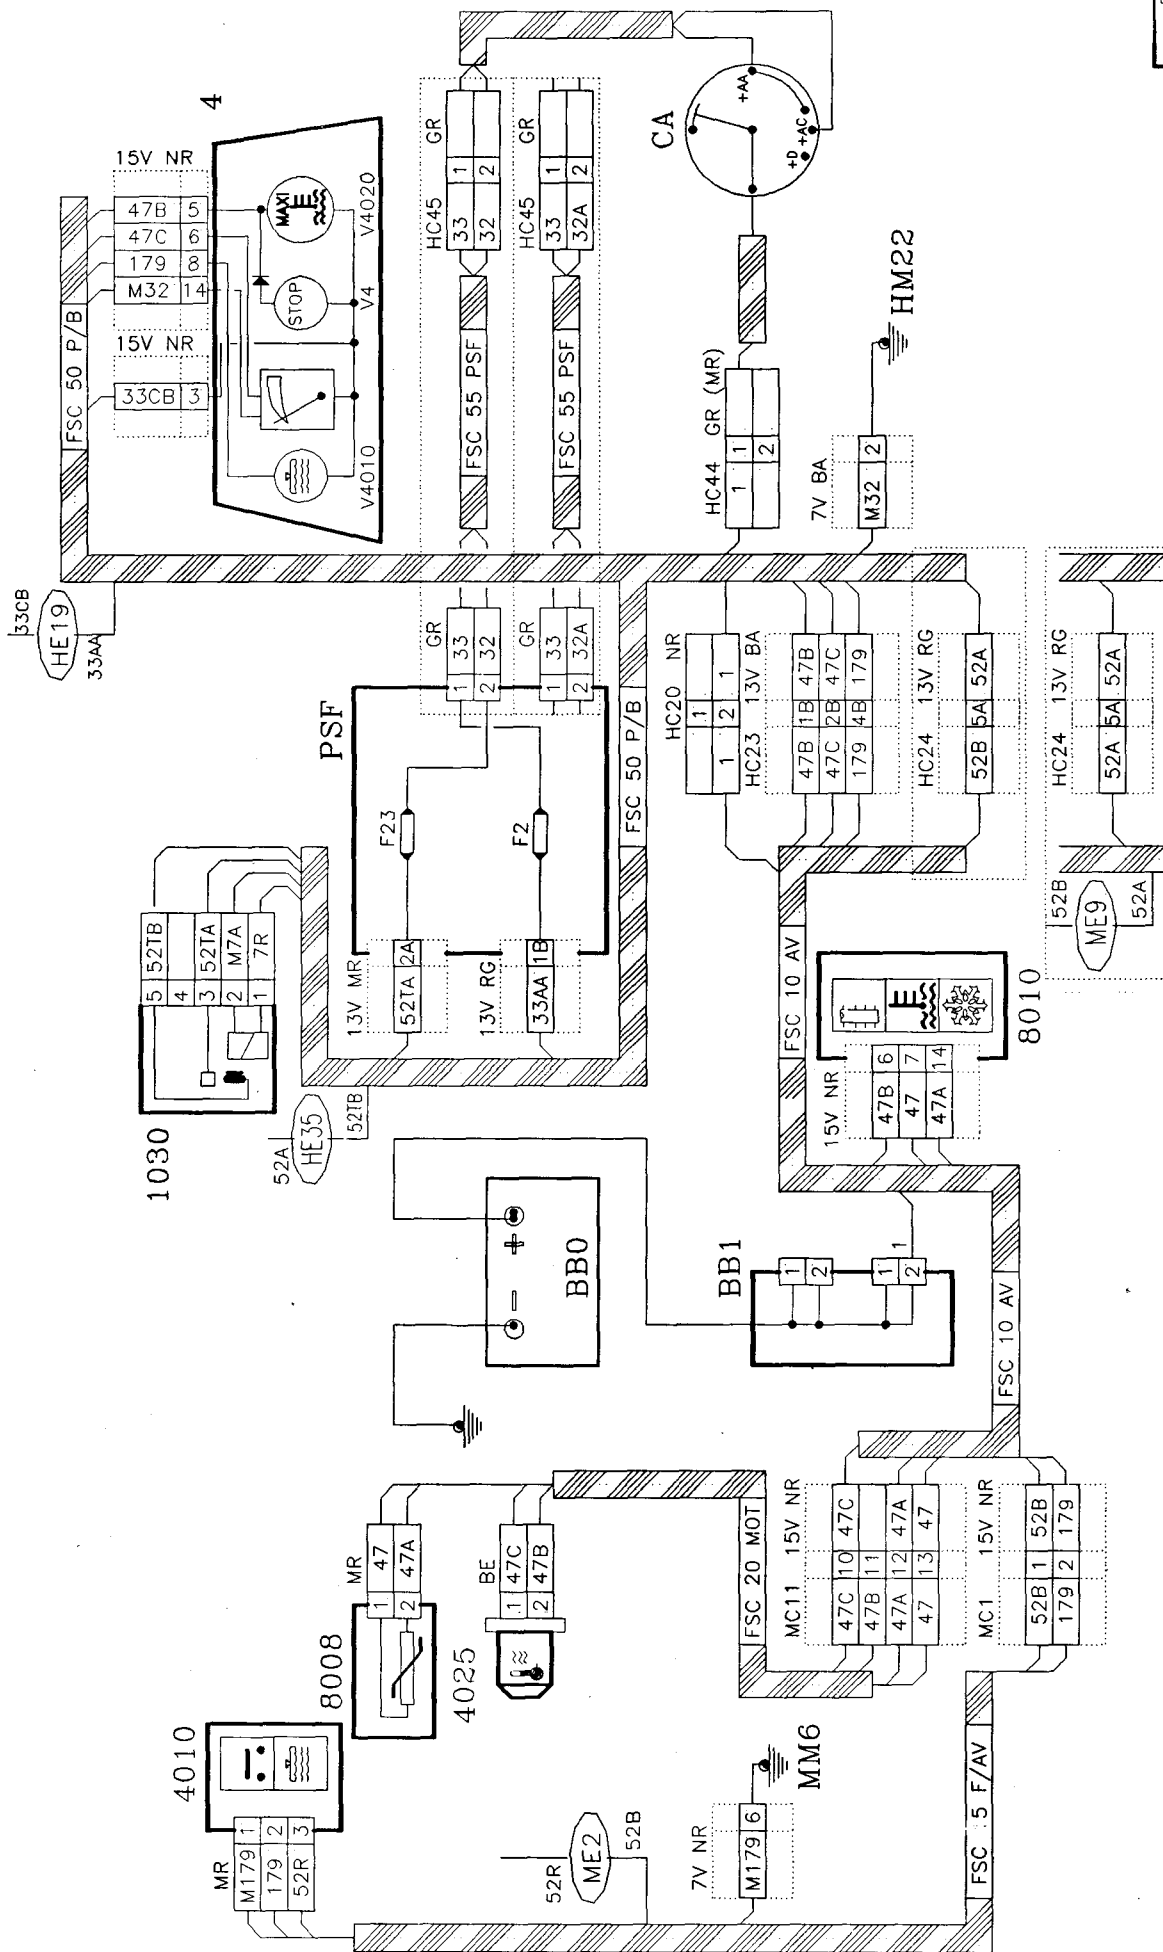 33CB
HE19
33AA
FSC 50 P/B
15V NR
47B 5
47C 6
179 8
M32 14
15V NR
33CB 3
4
MAXI
STOP
V4010
V4
V4020
1030
5 52TB
4
3 52TA
2 M7A
1 7R
52A
HE35
52TB
13V MR
52TA 2A
13V RG
33AA 1B
PSF
F23
F2
GR
1 33
2 32
GR
1 33
2 32A
FSC 55 PSF
FSC 55 PSF
HC45 GR
33 1
32 2
HC45 GR
33 1
32A 2
CA
+AA
+AC
+D
FSC 50 P/B
HC44 GR (MR)
1 1
2
7V BA
M32 2
HM22
HC20 NR
1
1 2 1
HC23 13V BA
47B 1B 47B
47C 2B 47C
179 4B 179
HC24 13V RG
52B 5A 52A
HC24 13V RG
52A 5A 52A
52B
ME9
52A
FSC 10 AV
8010
15V NR
47B 6
47 7
47A 14
BB0
+
−
BB1
1
2
1
2
1
FSC 10 AV
4010
MR
M179 1
179 2
52R 3
8008
MR
1 47
2 47A
4025
BE
1 47C
2 47B
FSC 20 MOT
MC11 15V NR
47C 10 47C
47B 11
47A 12 47A
47 13 47
MC1 15V NR
52B 1 52B
179 2 179
52R
ME2
52B
7V NR
M179 6
MM6
FSC 15 F/AV